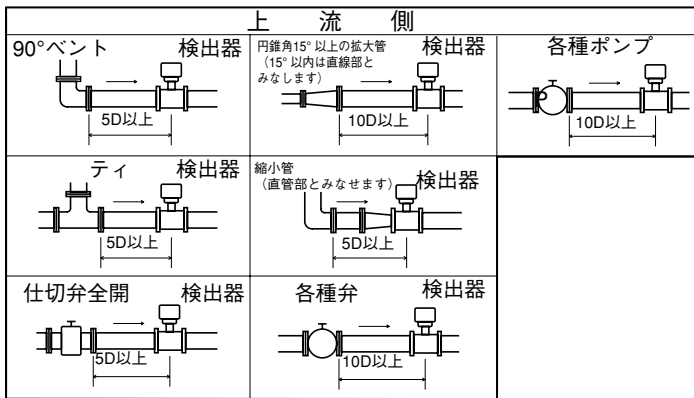 上 流 側
90°ベント 検出器
5D以上
円錐角15°以上の拡大管
(15°以内は直線部と
みなします)
検出器
10D以上
各種ポンプ
検出器
10D以上
ティ 検出器
5D以上
縮小管
(直管部とみなせます)
検出器
5D以上
仕切弁全開 検出器
5D以上
各種弁 検出器
10D以上